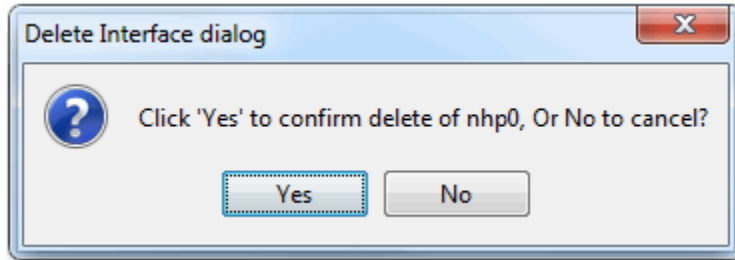 Delete Interface dialog
Click 'Yes' to confirm delete of nhp0, Or No to cancel?
Yes
No